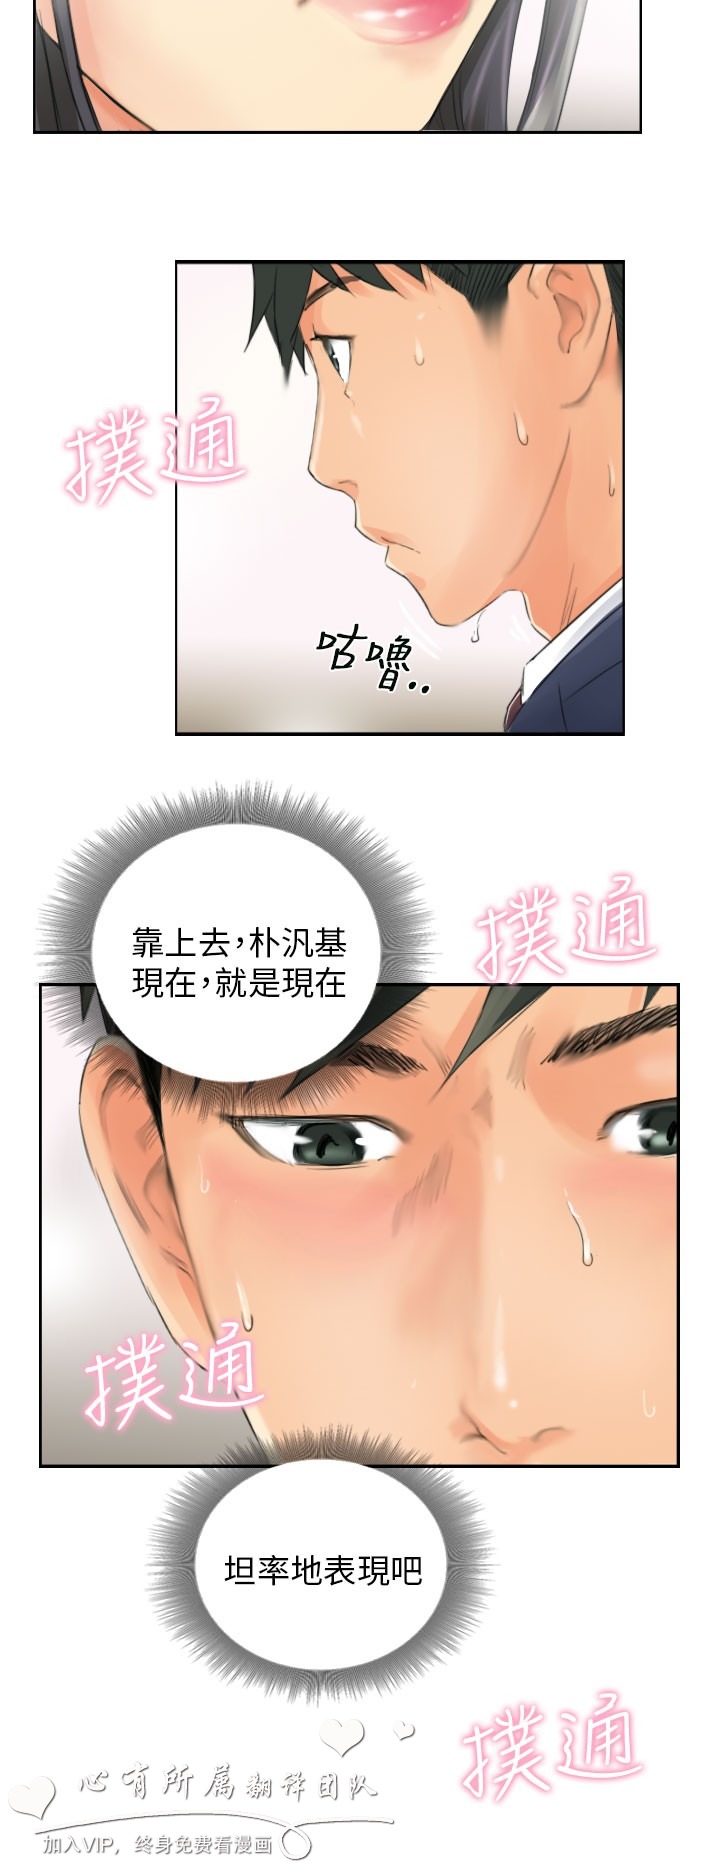 撲通
咕嚕..
靠上去，朴汎基
現在，就是現在
撲通
撲通
坦率地表現吧
撲通
心有所属翻译团队
加入VIP，终身免费看漫画